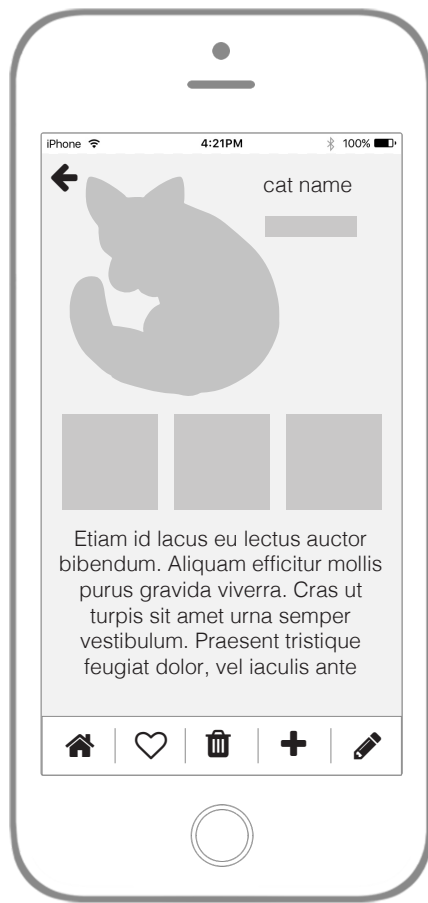 iPhone 4:21PM 100%
cat name
Etiam id lacus eu lectus auctor
bibendum. Aliquam efficitur mollis
purus gravida viverra. Cras ut
turpis sit amet urna semper
vestibulum. Praesent tristique
feugiat dolor, vel iaculis ante